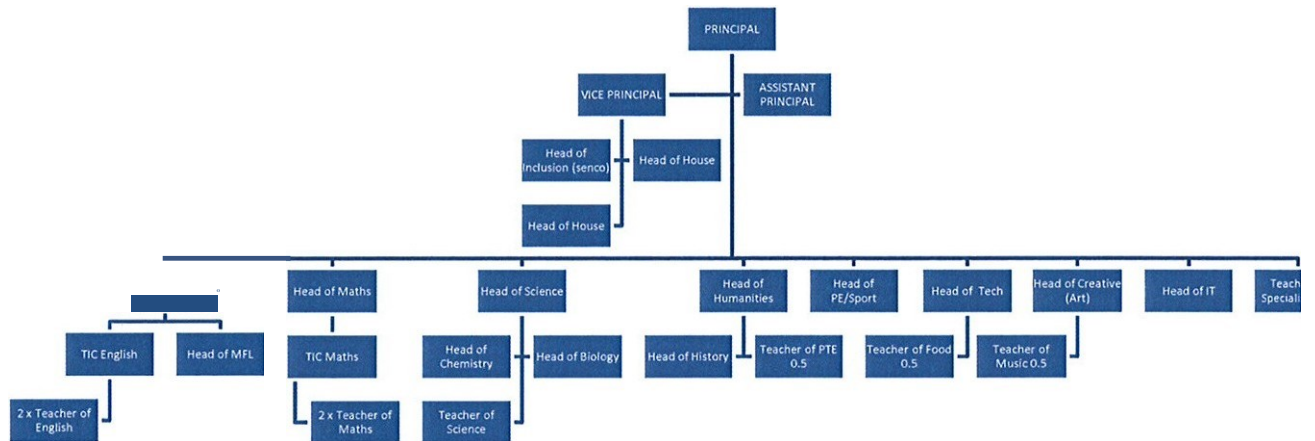 PRINCIPAL
VICE PRINCIPAL
ASSISTANT
PRINCIPAL
Head of
Inclusion (senco)
Head of House
Head of House
Head of Maths
Head of Science
Head of
Humanities
Head of
PE/Sport
Head of Tech
Head of Creative
(Art)
Head of IT
Teach
Speciali
TIC English
Head of MFL
TIC Maths
Head of
Chemistry
Head of Biology
Head of History
Teacher of PTE
0.5
Teacher of Food
0.5
Teacher of
Music 0.5
2 x Teacher of
English
2 x Teacher of
Maths
Teacher of
Science